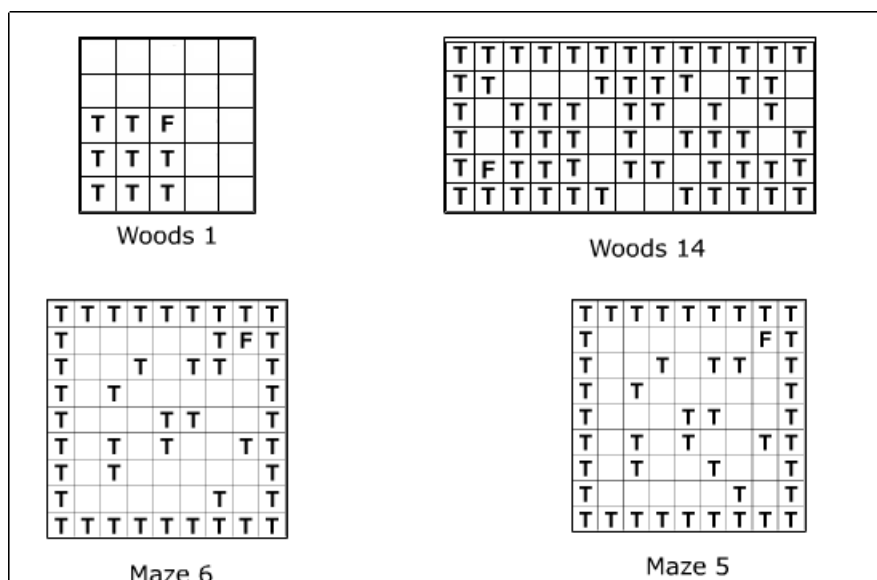 T T F
T T T
T T T
Woods 1
T T T T T T T T T T T T T
T T T T T T T T
T T T T T T T T
T T T T T T T T T
T F T T T T T T T T T
T T T T T T T T T T T
Woods 14
T T T T T T T T T
T T F T
T T T T T
T T T
T T T T
T T T T T
T T T
T T T
T T T T T T T T T
Maze 6
T T T T T T T T T
T F T
T T T T T
T T T
T T T T
T T T T T
T T T T
T T T
T T T T T T T T T
Maze 5